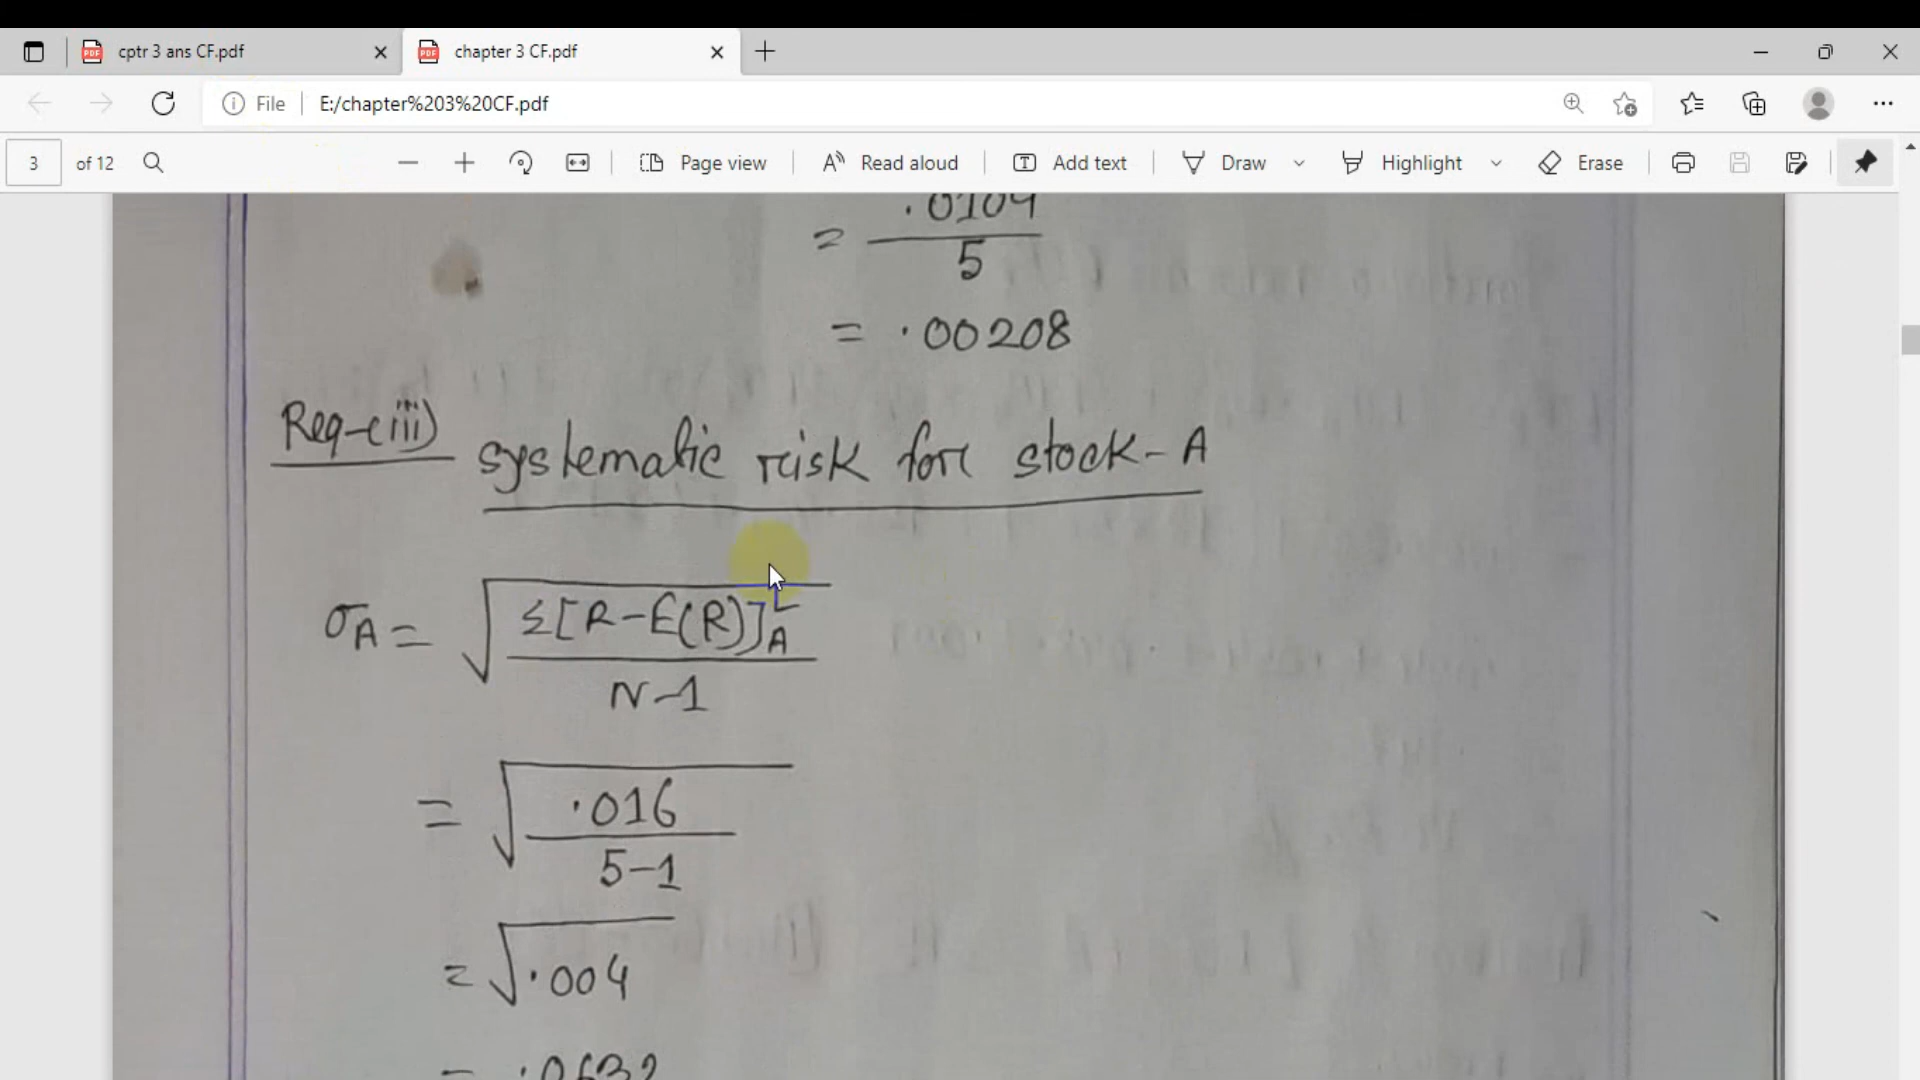 cptr 3 ans CF.pdf
chapter 3 CF.pdf
File
E:/chapter%203%20CF.pdf
3 of 12
Page view
Read aloud
Add text
Draw
Highlight
Erase
= .0104
5
= .00208
Req-(iii) systematic risk for stock-A
σA = √ Σ[R-E(R)]²A
N-1
= √ .016
5-1
= √.004
= .0632